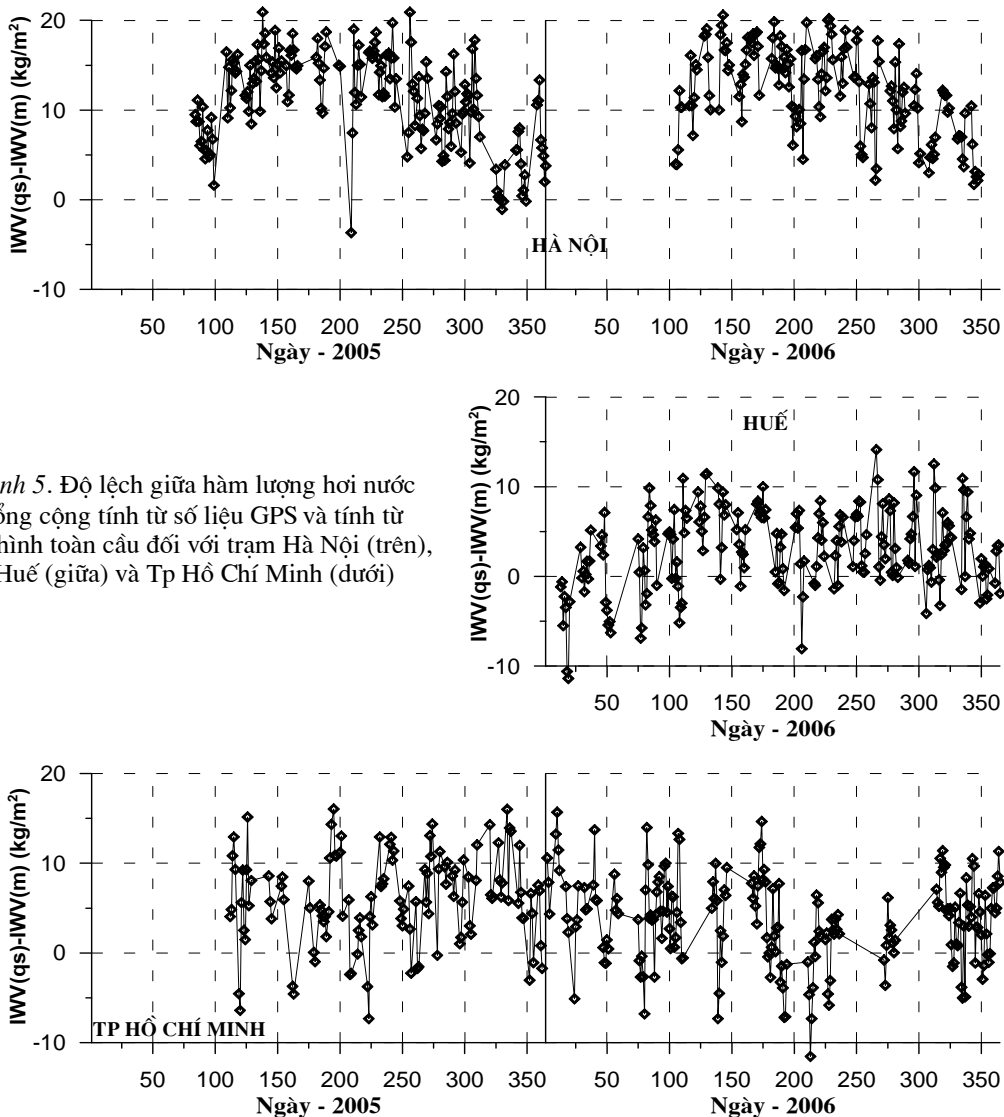 IWV(qs)-IWV(m) (kg/m²)
20
10
0
-10
HÀ NỘI
50 100 150 200 250 300 350 50 100 150 200 250 300 350
Ngày - 2005 Ngày - 2006
nh 5. Độ lệch giữa hàm lượng hơi nước
ổng cộng tính từ số liệu GPS và tính từ
hình toàn cầu đối với trạm Hà Nội (trên),
Huế (giữa) và Tp Hồ Chí Minh (dưới)
IWV(qs)-IWV(m) (kg/m²)
20
10
0
-10
HUẾ
50 100 150 200 250 300 350
Ngày - 2006
IWV(qs)-IWV(m) (kg/m²)
20
10
0
-10
TP HỒ CHÍ MINH
50 100 150 200 250 300 350 50 100 150 200 250 300 350
Ngày - 2005 Ngày - 2006